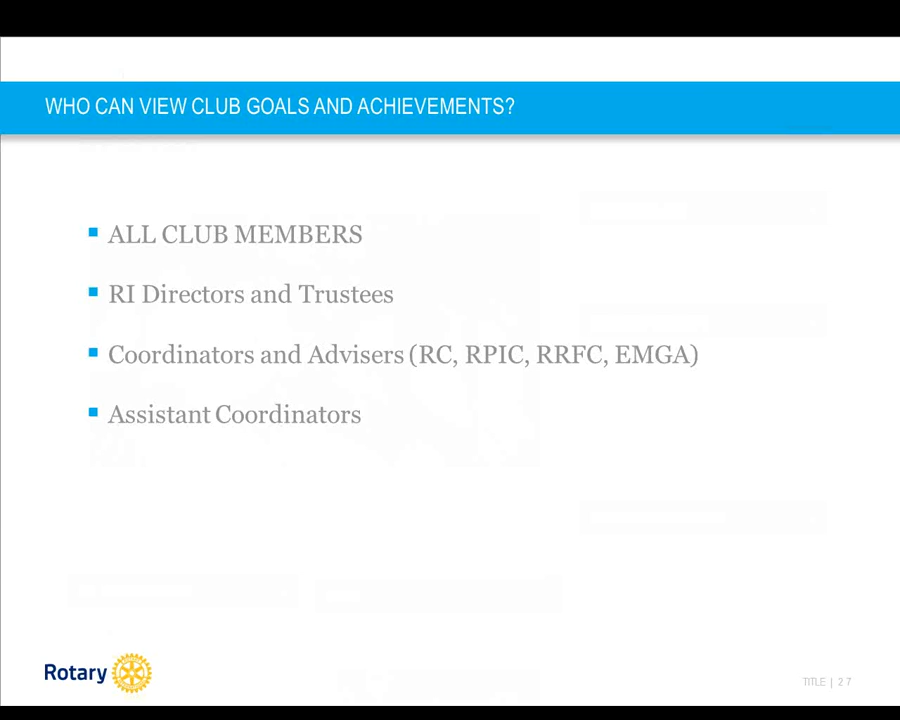 WHO CAN VIEW CLUB GOALS AND ACHIEVEMENTS?
ALL CLUB MEMBERS
RI Directors and Trustees
Coordinators and Advisers (RC, RPIC, RRFC, EMGA)
Assistant Coordinators
Rotary
TITLE | 27